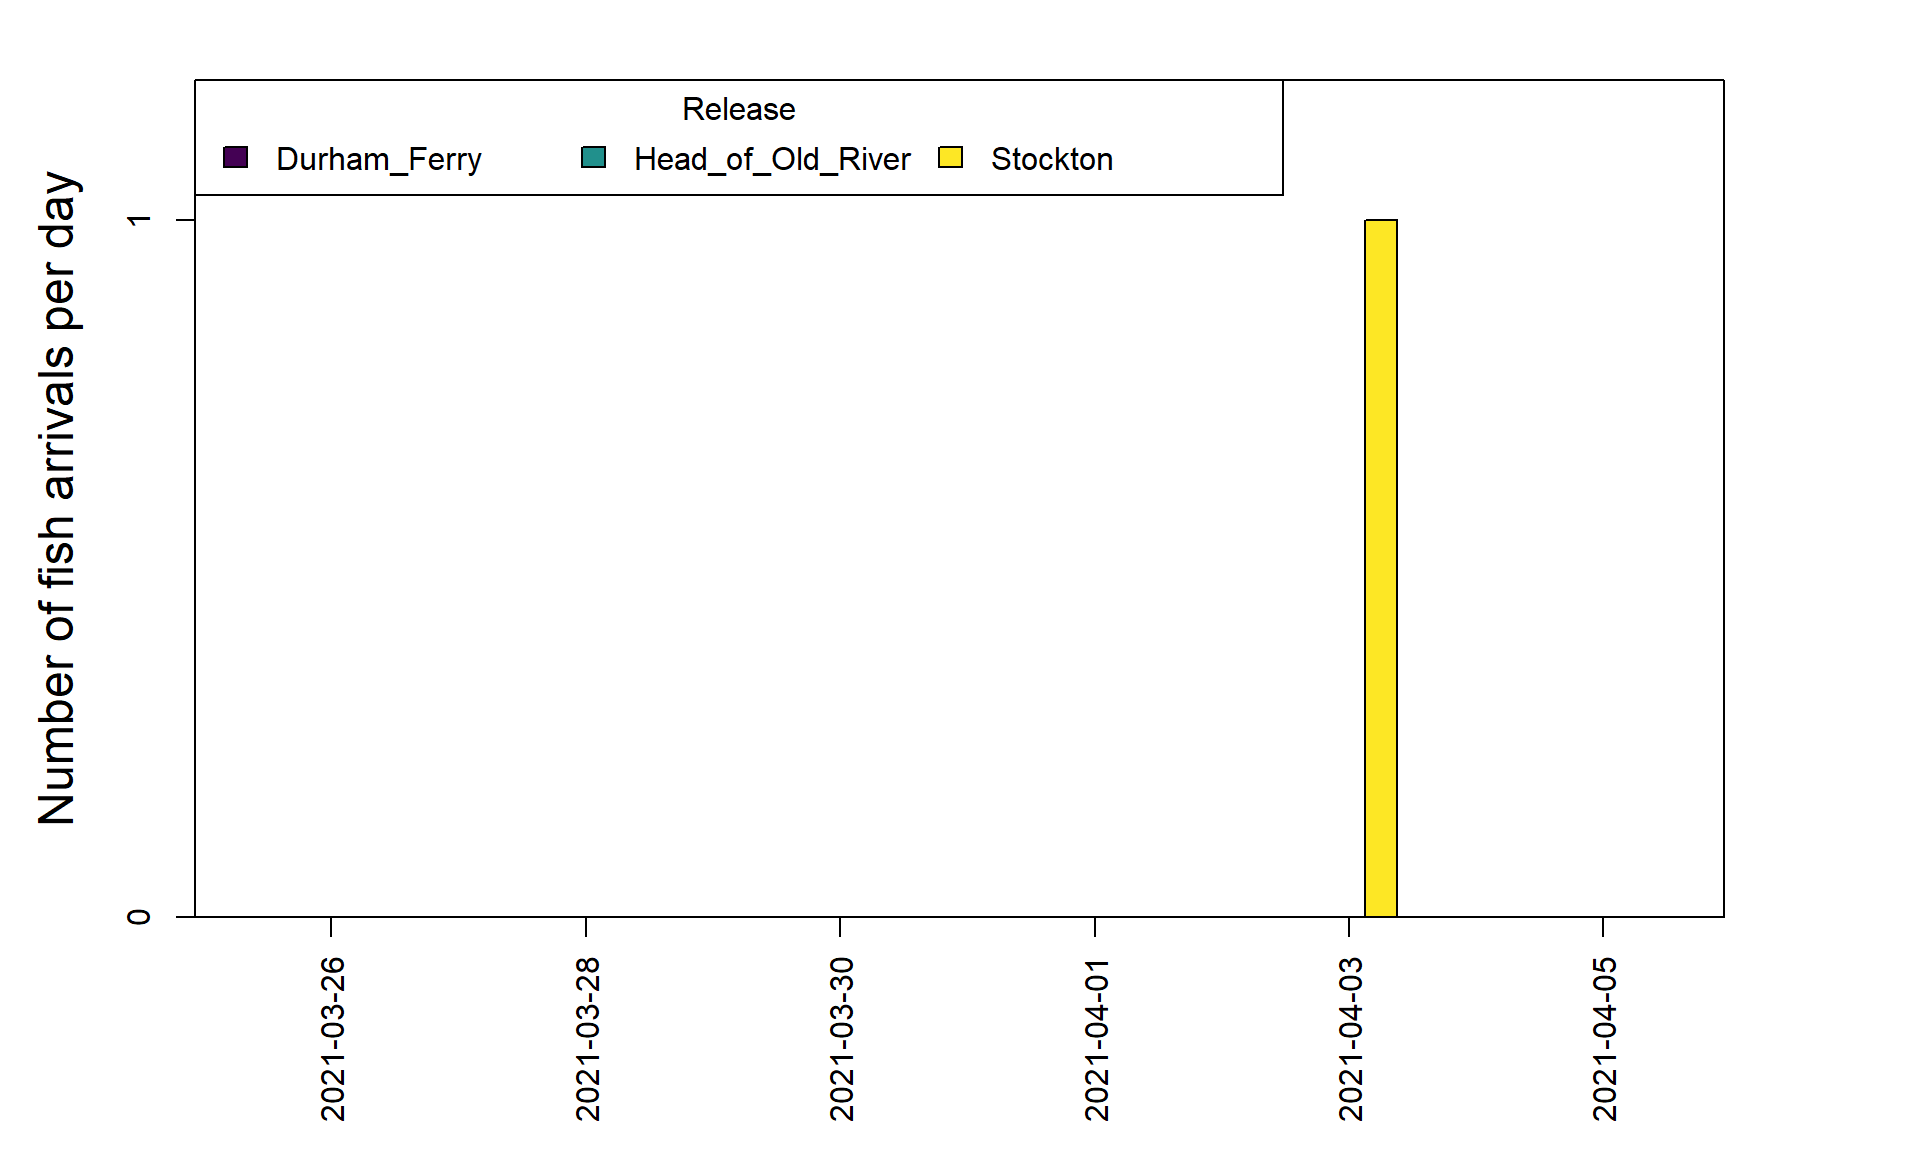 Release
Durham_Ferry Head_of_Old_River Stockton
Number of fish arrivals per day
1
0
2021-03-26 2021-03-28 2021-03-30 2021-04-01 2021-04-03 2021-04-05